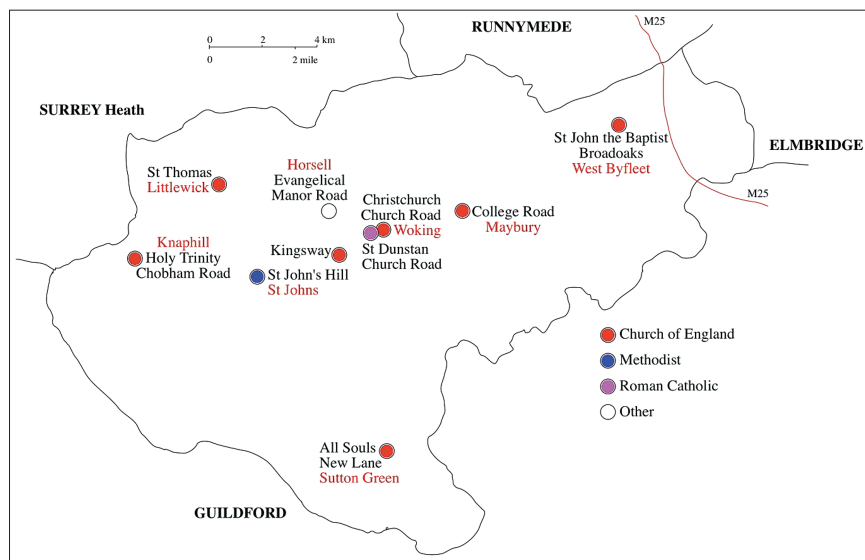 RUNNYMEDE
M25
0 2 4 km
0 2 mile
SURREY Heath
St John the Baptist
Broadoaks
West Byfleet
ELMBRIDGE
M25
St Thomas
Littlewick
Horsell
Evangelical
Manor Road
Christchurch
Church Road
Woking
College Road
Maybury
Knaphill
Holy Trinity
Chobham Road
Kingsway
St Dunstan
Church Road
St John's Hill
St Johns
Church of England
Methodist
Roman Catholic
Other
All Souls
New Lane
Sutton Green
GUILDFORD